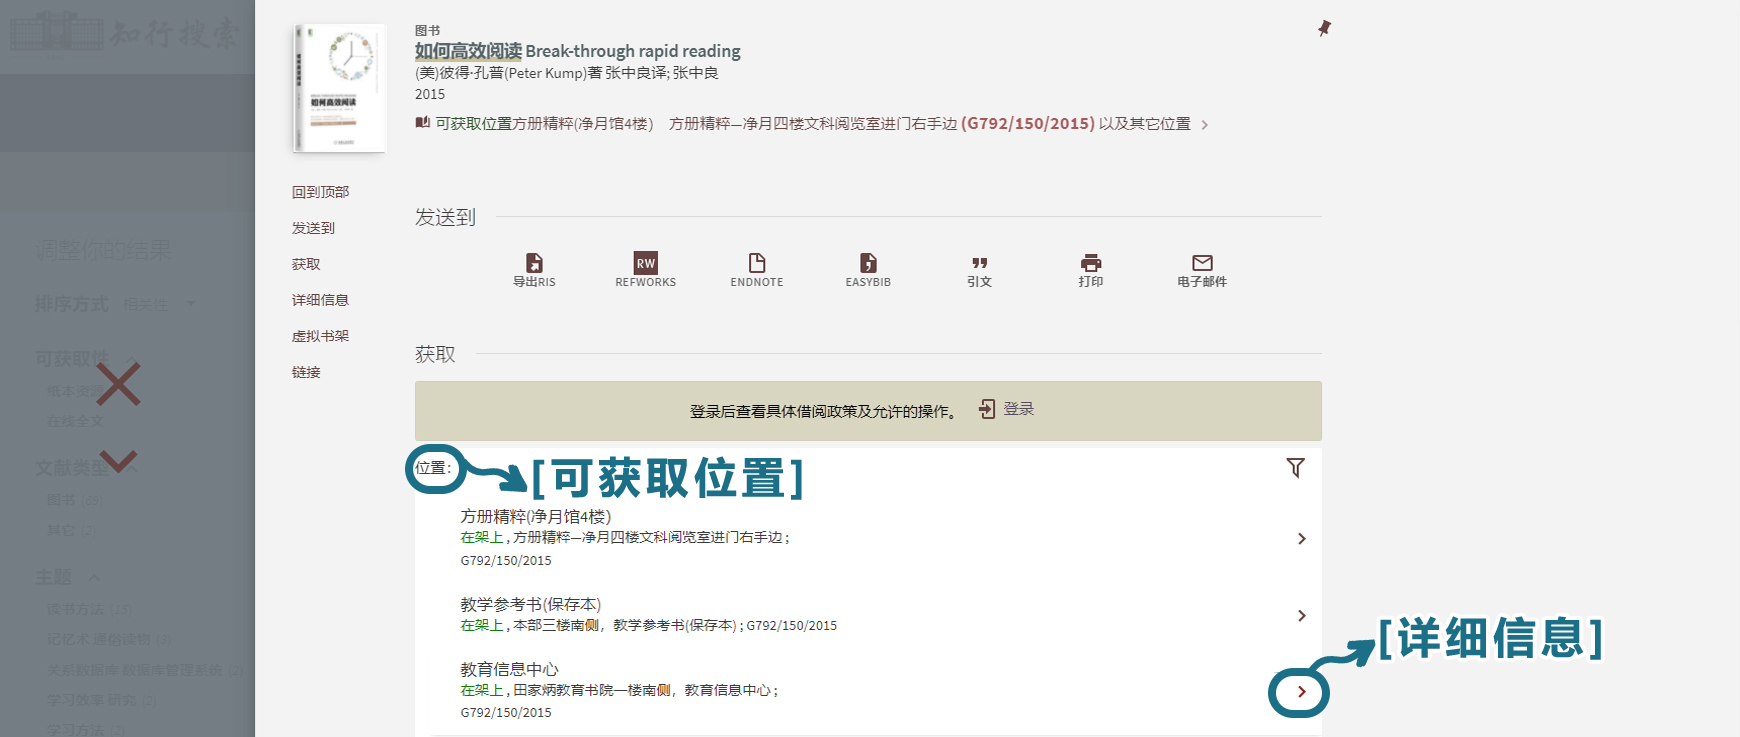 知行搜索
调整你的结果
排序方式 相关性
可获取性
纸本资源
在线全文
文献类型
图书 (83)
其它 (2)
主题
读书方法 (15)
记忆术 通俗读物 (3)
关系数据库 数据库管理系统 (2)
学习效率 研究 (2)
学习方法 (2)
如何高效阅读
回到顶部
发送到
获取
详细信息
虚拟书架
链接
图书
如何高效阅读 Break-through rapid reading
(美)彼得·孔普(Peter Kump)著 张中良译; 张中良
2015
可获取位置方册精粹(净月馆4楼) 方册精粹—净月四楼文科阅览室进门右手边 (G792/150/2015) 以及其它位置
发送到
导出RIS
RW
REFWORKS
ENDNOTE
EASYBIB
引文
打印
电子邮件
获取
登录后查看具体借阅政策及允许的操作。 登录
位置:
[可获取位置]
方册精粹(净月馆4楼)
在架上 , 方册精粹—净月四楼文科阅览室进门右手边 ;
G792/150/2015
教学参考书(保存本)
在架上 , 本部三楼南侧，教学参考书(保存本) ; G792/150/2015
教育信息中心
在架上 , 田家炳教育书院一楼南侧，教育信息中心 ;
G792/150/2015
[详细信息]